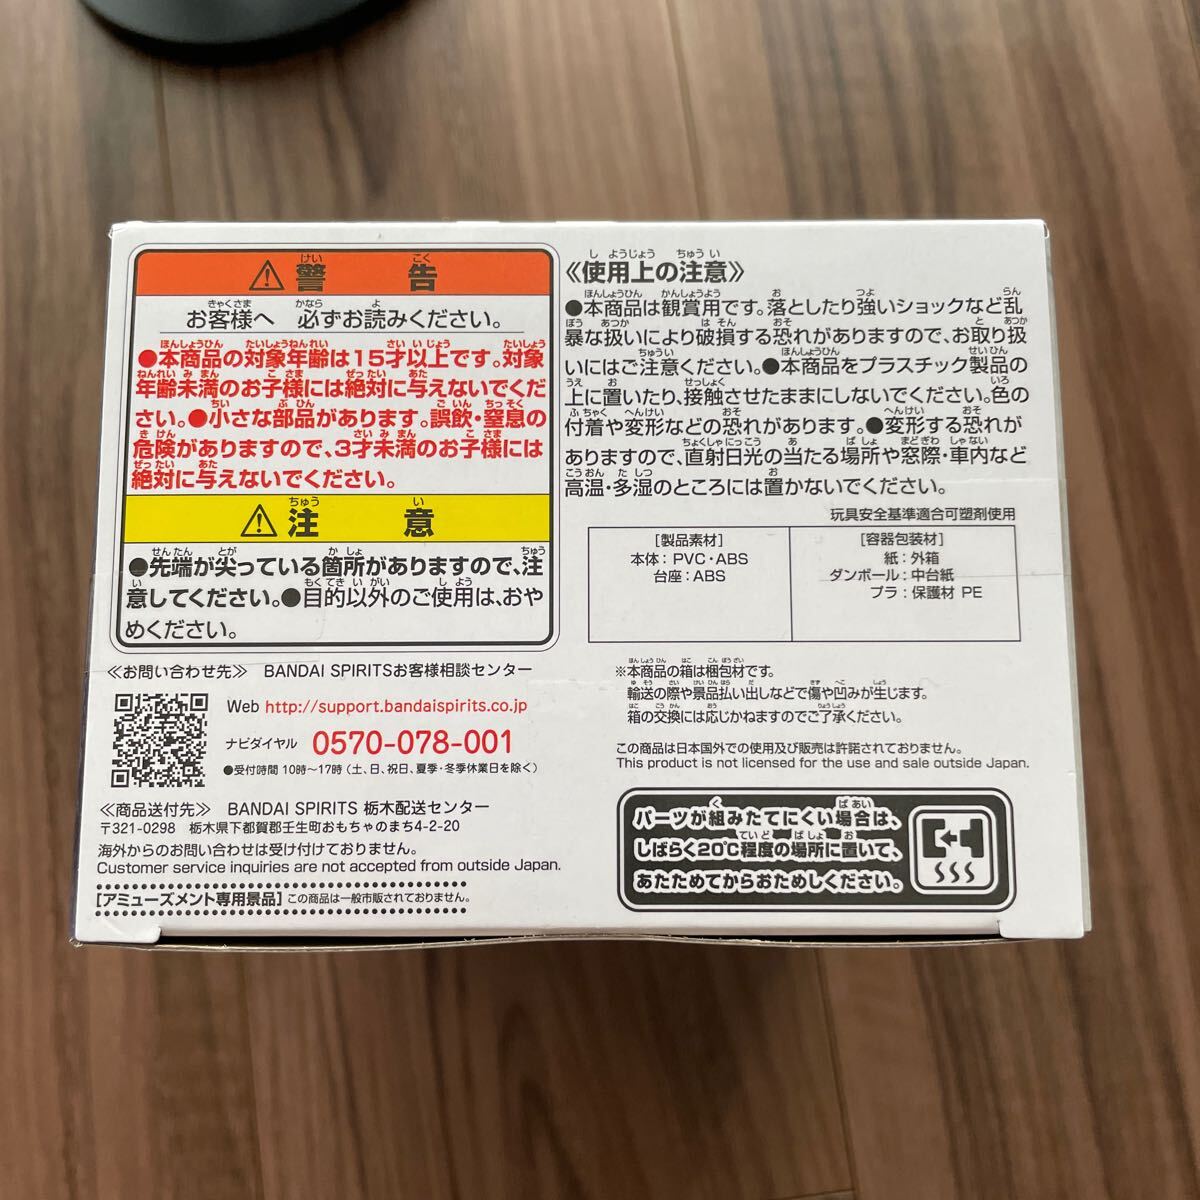 ⚠警告
お客様へ 必ずお読みください。
●本商品の対象年齢は15才以上です。対象
年齢未満のお子様には絶対に与えないでくだ
さい。●小さな部品があります。誤飲・窒息の
危険がありますので、3才未満のお子様には
絶対に与えないでください。
⚠注意
●先端が尖っている箇所がありますので、注
意してください。●目的以外のご使用は、おや
めください。
≪お問い合わせ先≫ BANDAI SPIRITSお客様相談センター
Web http://support.bandaispirits.co.jp
ナビダイヤル 0570-078-001
●受付時間 10時〜17時(土、日、祝日、夏季・冬季休業日を除く)
≪商品送付先≫ BANDAI SPIRITS 栃木配送センター
〒321-0298 栃木県下都賀郡壬生町おもちゃのまち4-2-20
海外からのお問い合わせは受け付けておりません。
Customer service inquiries are not accepted from outside Japan.
[アミューズメント専用景品] この商品は一般市販されておりません。
≪使用上の注意≫
●本商品は観賞用です。落としたり強いショックなど乱
暴な扱いにより破損する恐れがありますので、お取り扱
いにはご注意ください。●本商品をプラスチック製品の
上に置いたり、接触させたままにしないでください。色の
付着や変形などの恐れがあります。●変形する恐れが
ありますので、直射日光の当たる場所や窓際・車内など
高温・多湿のところには置かないでください。
玩具安全基準適合可塑剤使用
[製品素材]
本体:PVC・ABS
台座:ABS
[容器包装材]
紙:外箱
ダンボール:中台紙
プラ:保護材 PE
※本商品の箱は梱包材です。
輸送の際や景品払い出しなどで傷や凹みが生じます。
箱の交換には応じかねますのでご了承ください。
この商品は日本国外での使用及び販売は許諾されておりません。
This product is not licensed for the use and sale outside Japan.
パーツが組みたてにくい場合は、
しばらく20℃程度の場所に置いて、
あたためてからおためしください。